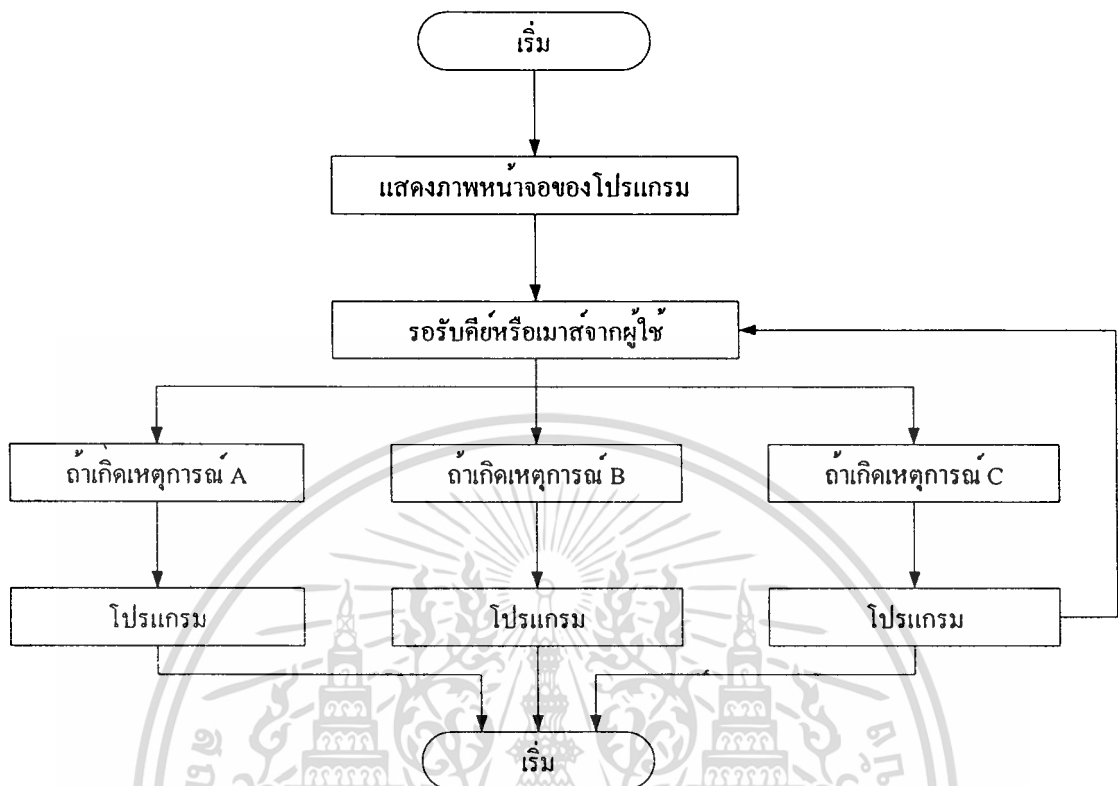 เริ่ม
แสดงภาพหน้าจอของโปรแกรม
รอรับคีย์หรือเมาส์จากผู้ใช้
ถ้าเกิดเหตุการณ์ A
ถ้าเกิดเหตุการณ์ B
ถ้าเกิดเหตุการณ์ C
โปรแกรม
โปรแกรม
โปรแกรม
เริ่ม